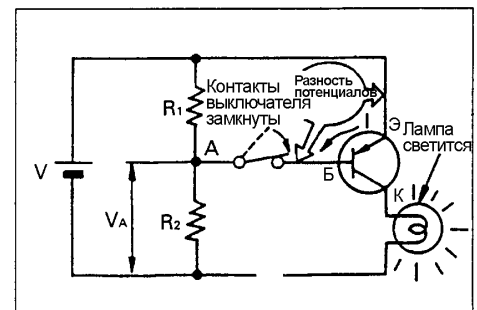 Контакты
выключателя
замкнуты
Разность
потенциалов
R1
I
Э
Лампа
светится
A
Б
К
V
VA
R2